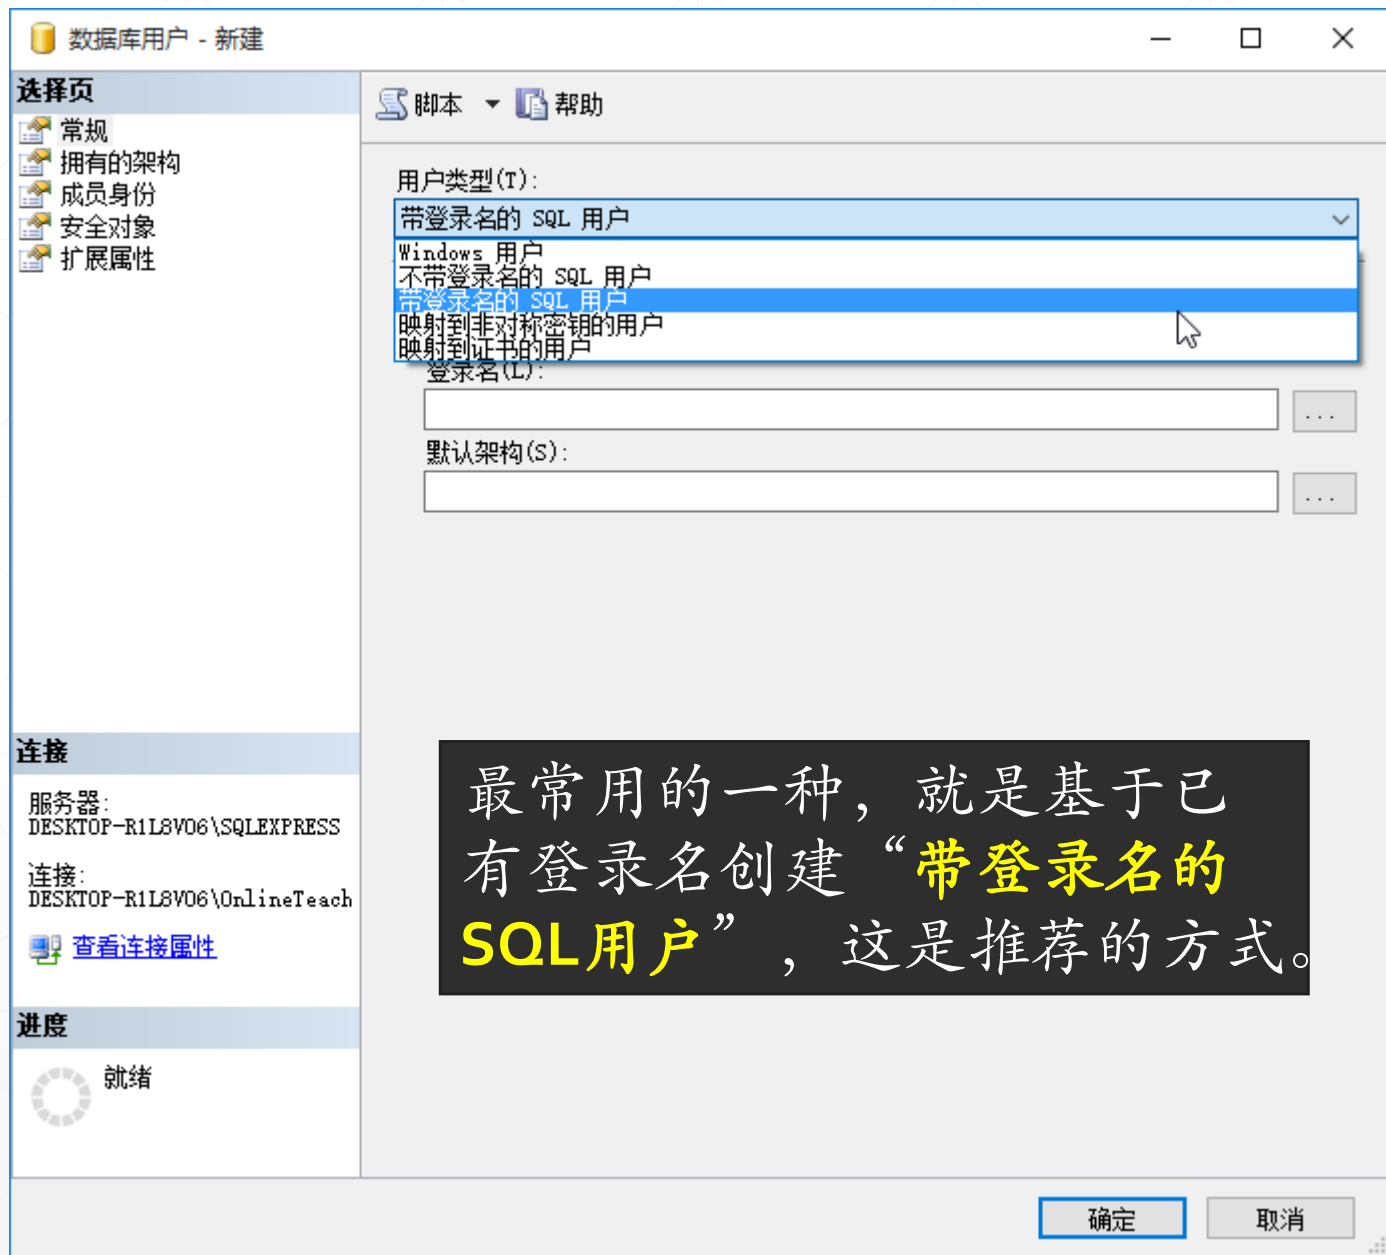 数据库用户 - 新建
选择页
常规
拥有的架构
成员身份
安全对象
扩展属性
脚本
帮助
用户类型(T):
带登录名的 SQL 用户
Windows 用户
不带登录名的 SQL 用户
带登录名的 SQL 用户
映射到非对称密钥的用户
映射到证书的用户
登录名(L):
...
默认架构(S):
...
连接
服务器:
DESKTOP-R1L8VO6\SQLEXPRESS
连接:
DESKTOP-R1L8VO6\OnlineTeach
查看连接属性
进度
就绪
最常用的一种，就是基于已
有登录名创建“带登录名的
SQL用户”，这是推荐的方式。
确定
取消